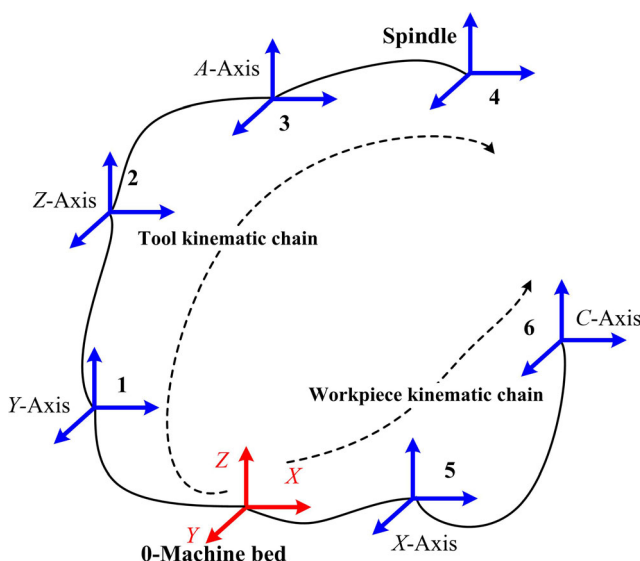 Spindle
A-Axis
4
3
2
Z-Axis
Tool kinematic chain
6
C-Axis
1
Y-Axis
Workpiece kinematic chain
Z
X
5
Y
X-Axis
0-Machine bed